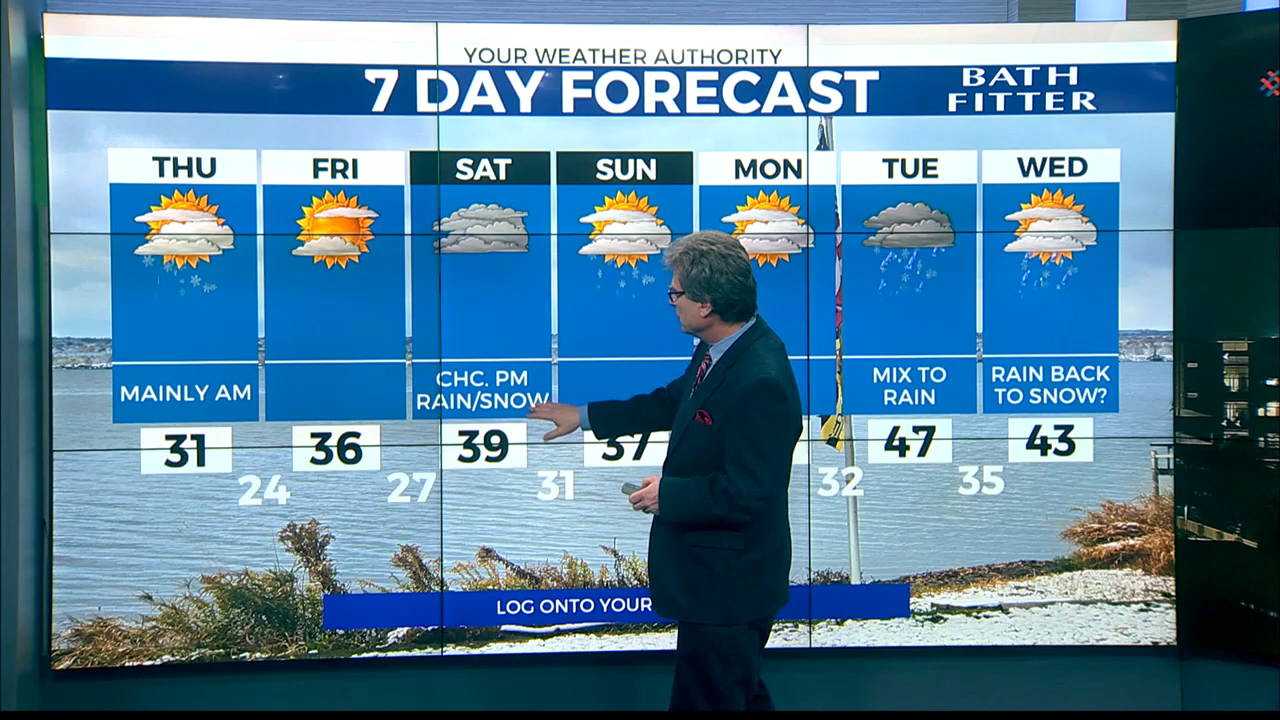 YOUR WEATHER AUTHORITY
7 DAY FORECAST
BATH
FITTER
THU
FRI
SAT
SUN
MON
TUE
WED
MAINLY AM
CHC. PM
RAIN/SNOW
MIX TO
RAIN
RAIN BACK
TO SNOW?
31
36
39
37
47
43
24
27
31
32
35
LOG ONTO YOUR